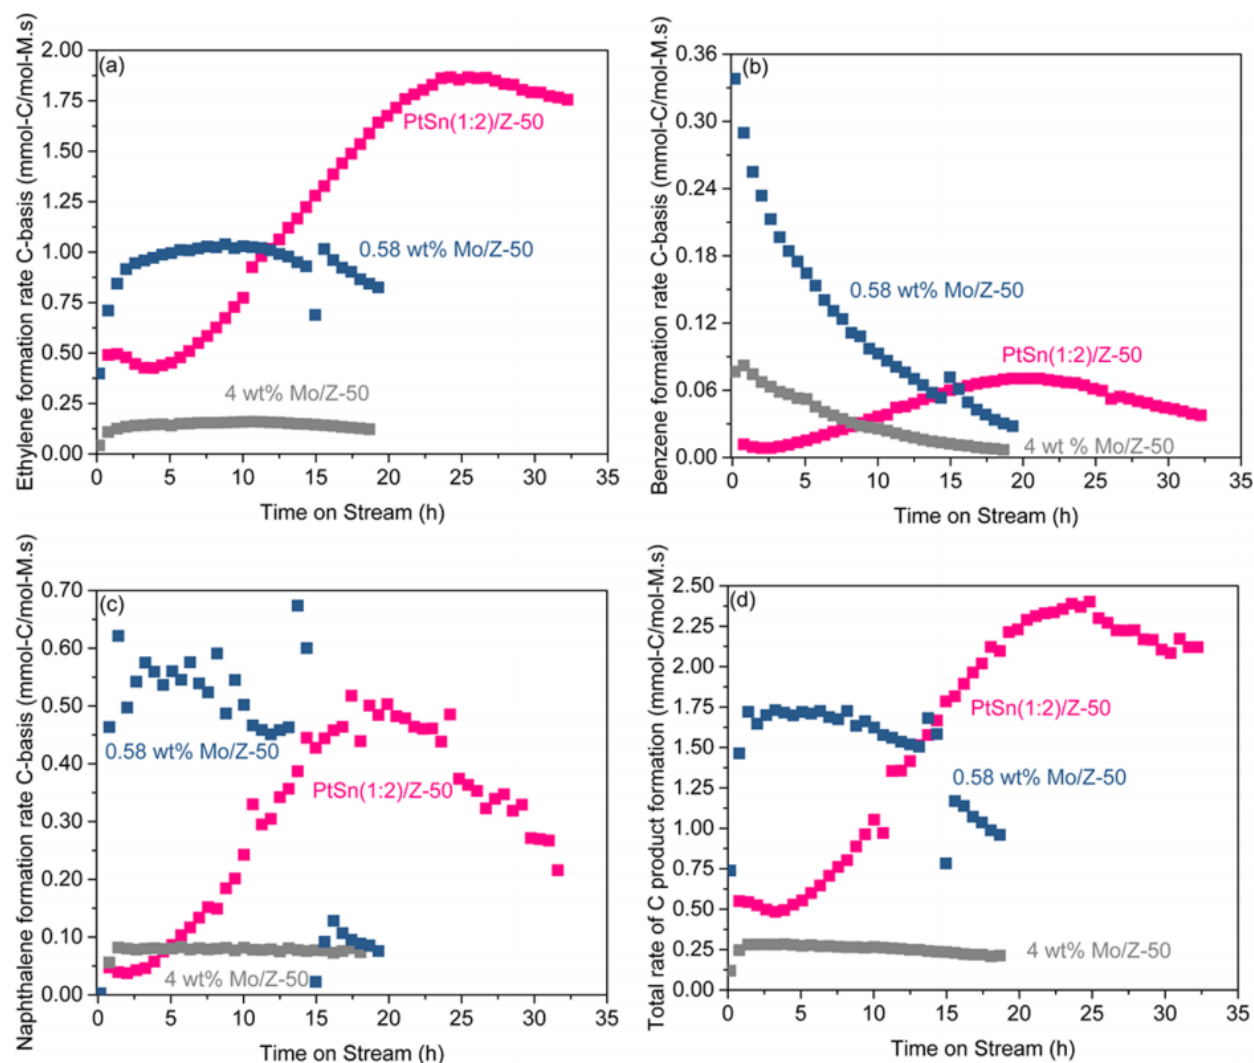 Ethylene formation rate C-basis (mmol-C/mol-M.s)
(a)
2.00
1.75
1.50
1.25
1.00
0.75
0.50
0.25
0.00
PtSn(1:2)/Z-50
0.58 wt% Mo/Z-50
4 wt% Mo/Z-50
0 5 10 15 20 25 30 35
Time on Stream (h)
Benzene formation rate C-basis (mmol-C/mol-M.s)
(b)
0.36
0.30
0.24
0.18
0.12
0.06
0.00
0.58 wt% Mo/Z-50
PtSn(1:2)/Z-50
4 wt % Mo/Z-50
0 5 10 15 20 25 30 35
Time on Stream (h)
Naphthalene formation rate C-basis (mmol-C/mol-M.s)
(c)
0.70
0.60
0.50
0.40
0.30
0.20
0.10
0.00
0.58 wt% Mo/Z-50
PtSn(1:2)/Z-50
4 wt% Mo/Z-50
0 5 10 15 20 25 30 35
Time on Stream (h)
Total rate of C product formation (mmol-C/mol-M.s)
(d)
2.50
2.25
2.00
1.75
1.50
1.25
1.00
0.75
0.50
0.25
0.00
PtSn(1:2)/Z-50
0.58 wt% Mo/Z-50
4 wt% Mo/Z-50
0 5 10 15 20 25 30 35
Time on Stream (h)